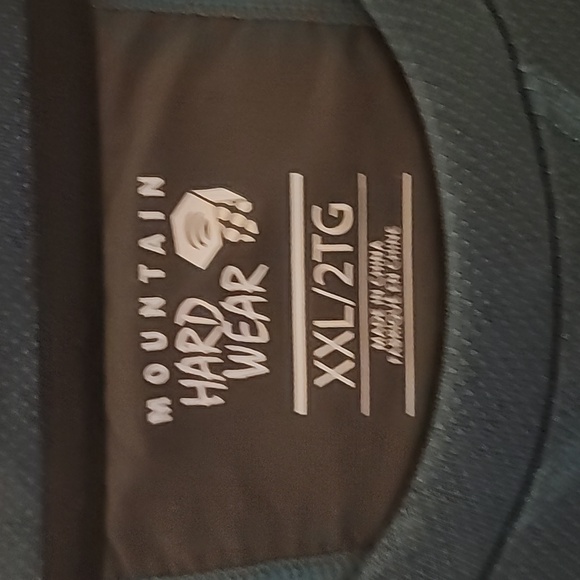 MOUNTAIN
HARD
WEAR
XXL/2TG
MADE IN CHINA
FABRIQUÉ EN CHINE